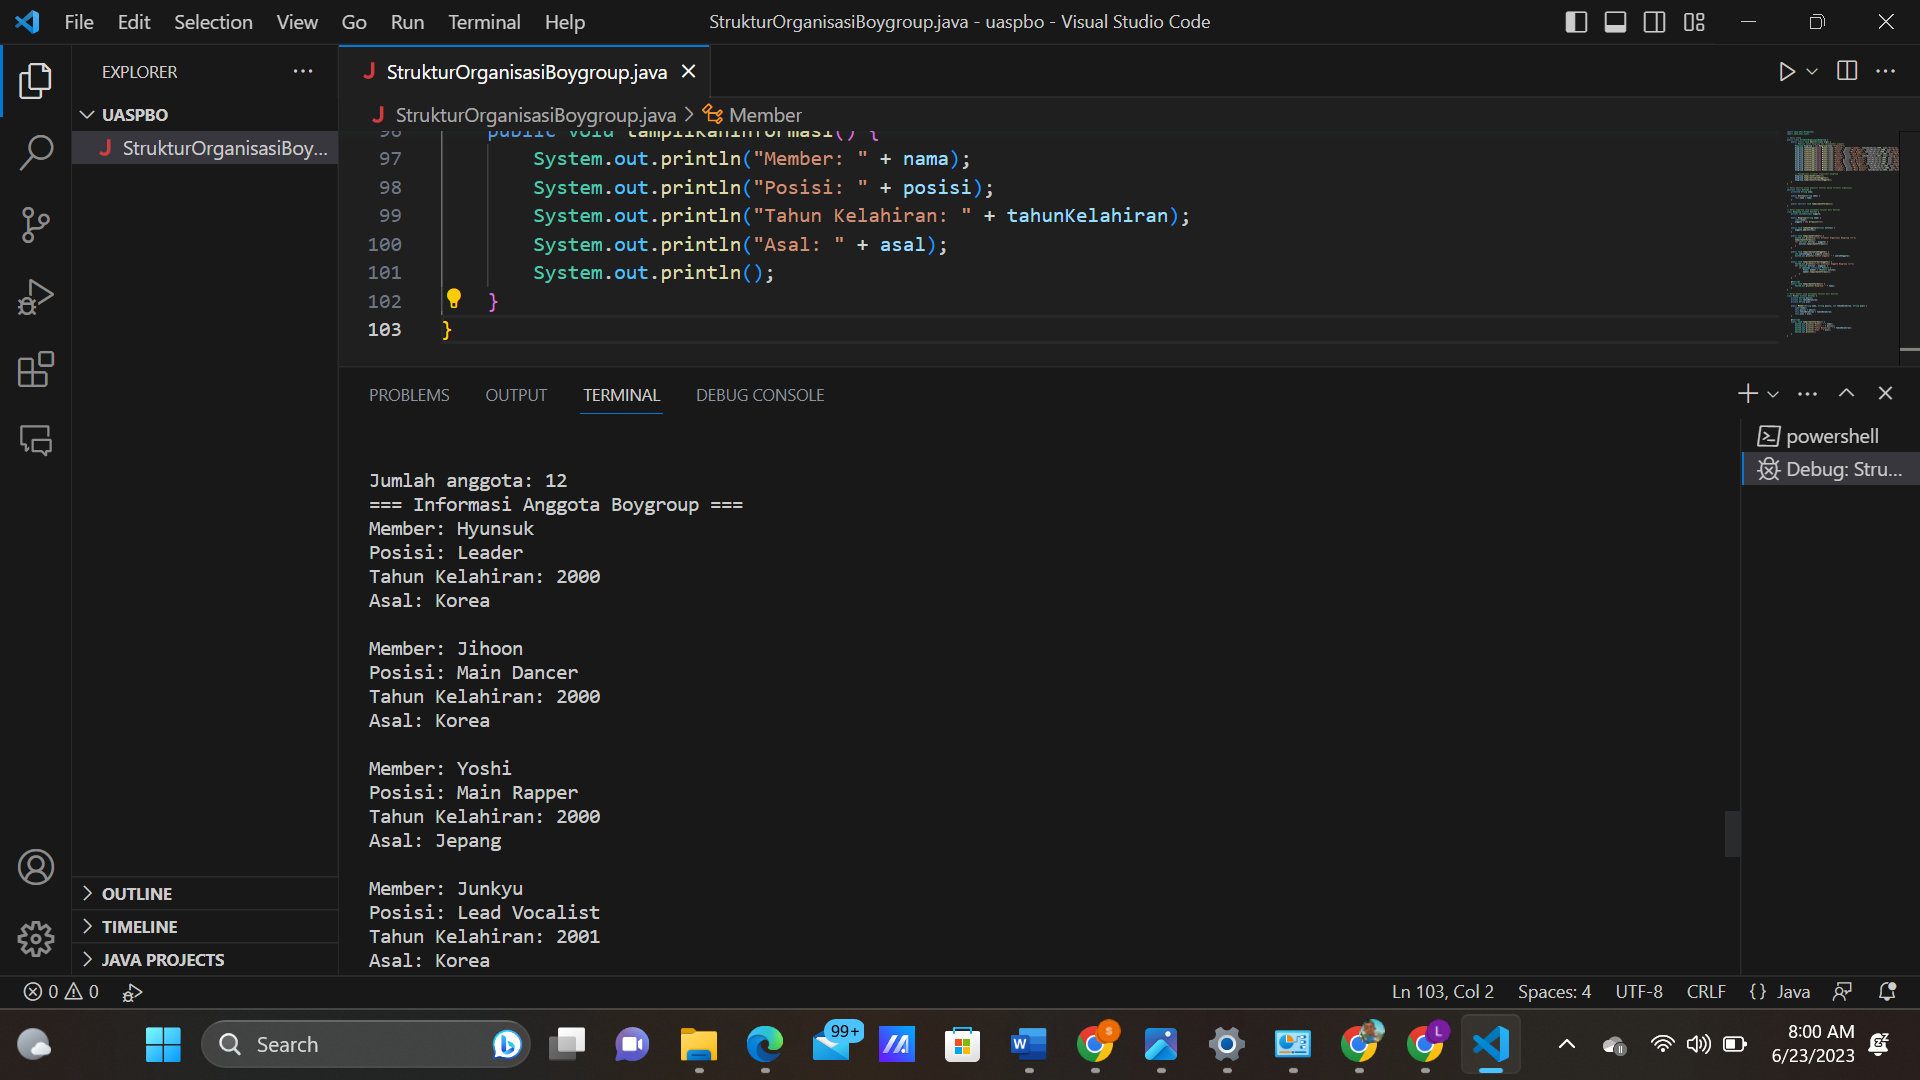 File Edit Selection View Go Run Terminal Help
StrukturOrganisasiBoygroup.java - uaspbo - Visual Studio Code
EXPLORER
UASPBO
J StrukturOrganisasiBoy...
OUTLINE
TIMELINE
JAVA PROJECTS
J StrukturOrganisasiBoygroup.java
J StrukturOrganisasiBoygroup.java > Member
96 public void tampilkanInformasi() {
97 System.out.println("Member: " + nama);
98 System.out.println("Posisi: " + posisi);
99 System.out.println("Tahun Kelahiran: " + tahunKelahiran);
100 System.out.println("Asal: " + asal);
101 System.out.println();
102 }
103 }
PROBLEMS OUTPUT TERMINAL DEBUG CONSOLE
powershell
Debug: Stru...
Jumlah anggota: 12
=== Informasi Anggota Boygroup ===
Member: Hyunsuk
Posisi: Leader
Tahun Kelahiran: 2000
Asal: Korea
Member: Jihoon
Posisi: Main Dancer
Tahun Kelahiran: 2000
Asal: Korea
Member: Yoshi
Posisi: Main Rapper
Tahun Kelahiran: 2000
Asal: Jepang
Member: Junkyu
Posisi: Lead Vocalist
Tahun Kelahiran: 2001
Asal: Korea
0 0
Ln 103, Col 2 Spaces: 4 UTF-8 CRLF {} Java
Search
99+
W
S
L
8:00 AM
6/23/2023